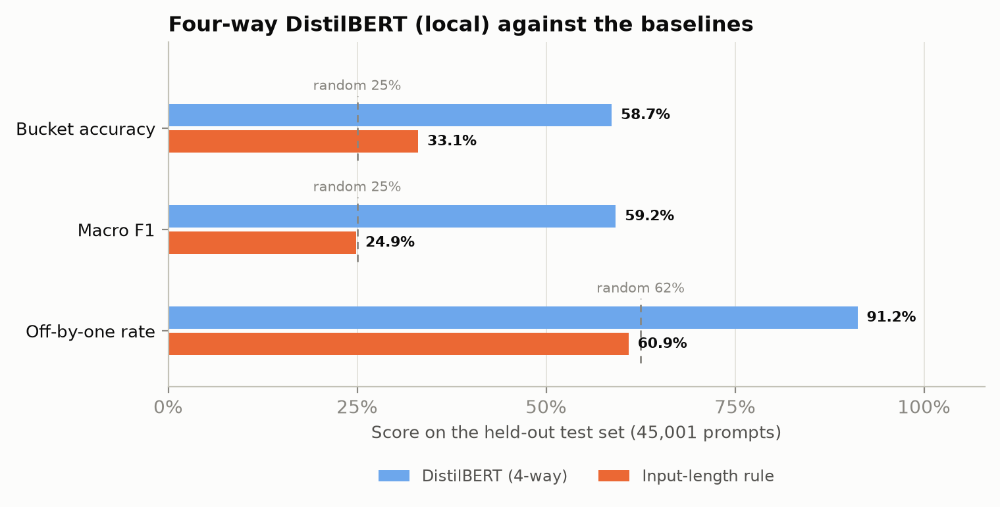 Four-way DistilBERT (local) against the baselines
random 25%
Bucket accuracy
58.7%
33.1%
random 25%
Macro F1
59.2%
24.9%
random 62%
Off-by-one rate
91.2%
60.9%
0% 25% 50% 75% 100%
Score on the held-out test set (45,001 prompts)
DistilBERT (4-way) Input-length rule